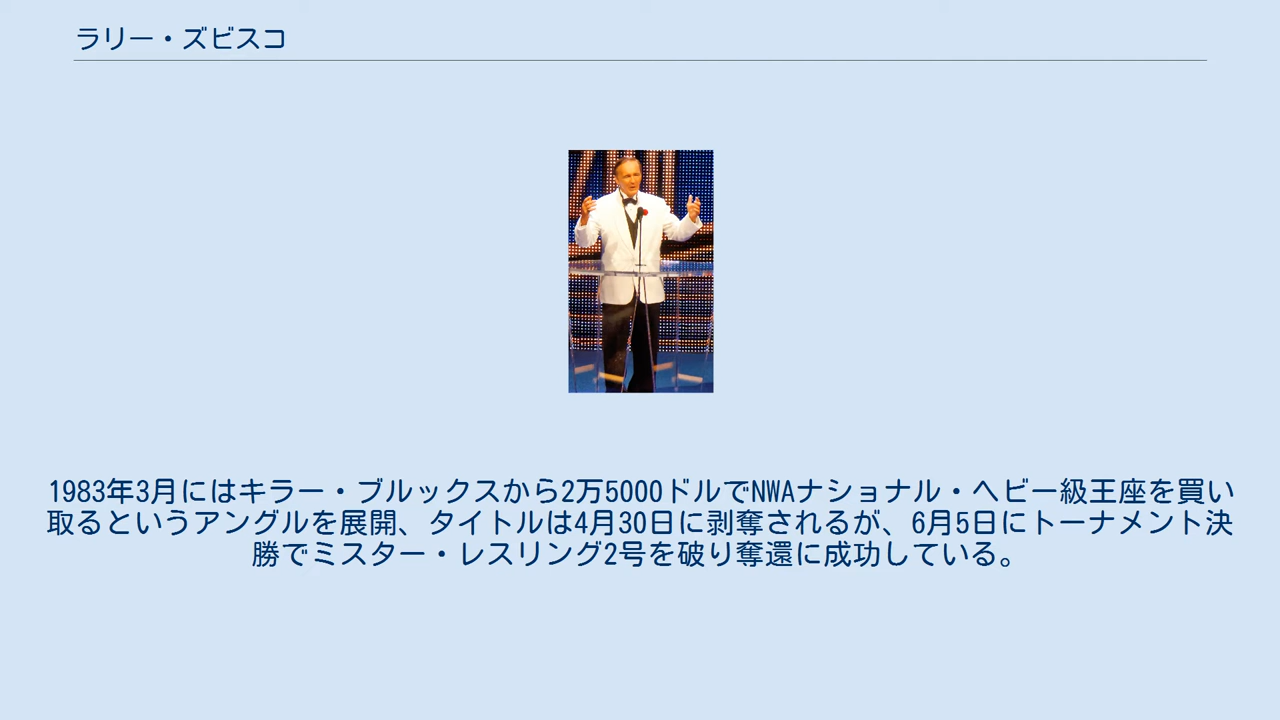 ラリー・ズビスコ
1983年3月にはキラー・ブルックスから2万5000ドルでNWAナショナル・ヘビー級王座を買い
取るというアングルを展開、タイトルは4月30日に剥奪されるが、6月5日にトーナメント決
勝でミスター・レスリング2号を破り奪還に成功している。